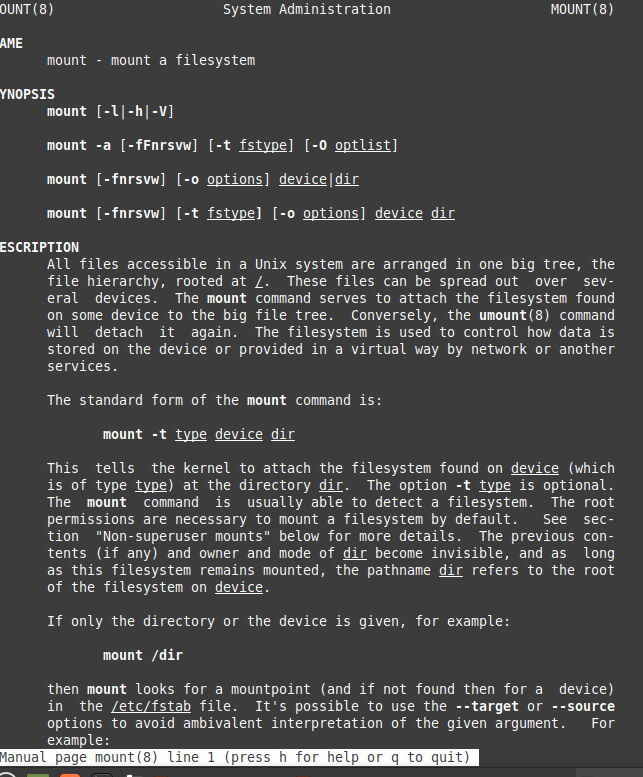 OUNT(8) System Administration MOUNT(8)
AME
mount - mount a filesystem
YNOPSIS
mount [-l|-h|-V]
mount -a [-fFnrsvw] [-t fstype] [-O optlist]
mount [-fnrsvw] [-o options] device|dir
mount [-fnrsvw] [-t fstype] [-o options] device dir
ESCRIPTION
All files accessible in a Unix system are arranged in one big tree, the
file hierarchy, rooted at /. These files can be spread out over sev-
eral devices. The mount command serves to attach the filesystem found
on some device to the big file tree. Conversely, the umount(8) command
will detach it again. The filesystem is used to control how data is
stored on the device or provided in a virtual way by network or another
services.
The standard form of the mount command is:
mount -t type device dir
This tells the kernel to attach the filesystem found on device (which
is of type type) at the directory dir. The option -t type is optional.
The mount command is usually able to detect a filesystem. The root
permissions are necessary to mount a filesystem by default. See sec-
tion "Non-superuser mounts" below for more details. The previous con-
tents (if any) and owner and mode of dir become invisible, and as long
as this filesystem remains mounted, the pathname dir refers to the root
of the filesystem on device.
If only the directory or the device is given, for example:
mount /dir
then mount looks for a mountpoint (and if not found then for a device)
in the /etc/fstab file. It's possible to use the --target or --source
options to avoid ambivalent interpretation of the given argument. For
example:
Manual page mount(8) line 1 (press h for help or q to quit)